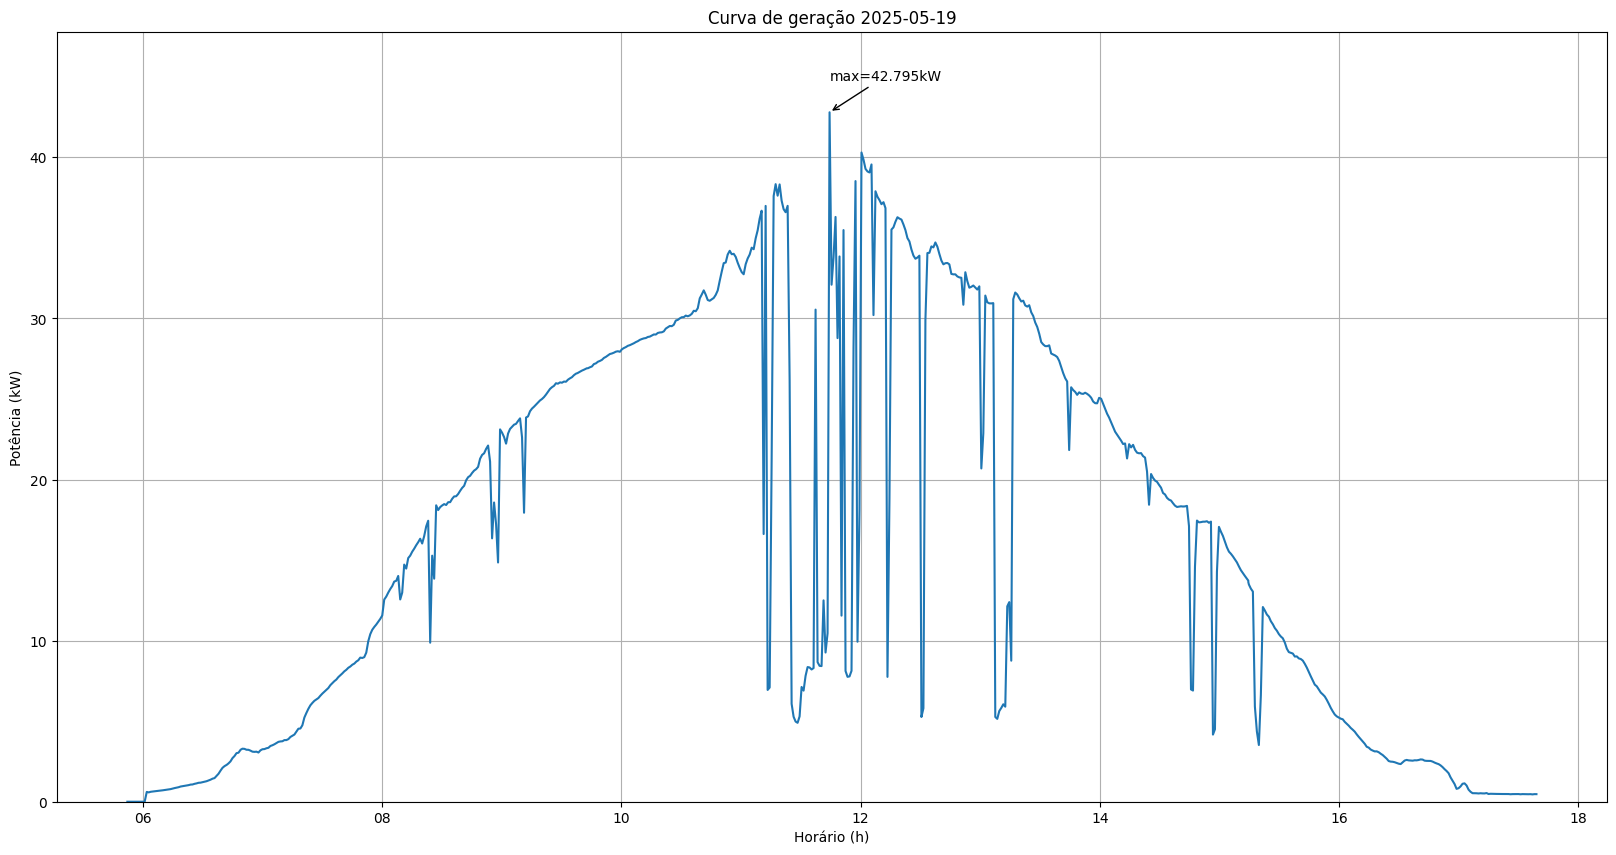 Curva de geração 2025-05-19
max=42.795kW
Potência (kW)
40
30
20
10
0
06 08 10 12 14 16 18
Horário (h)